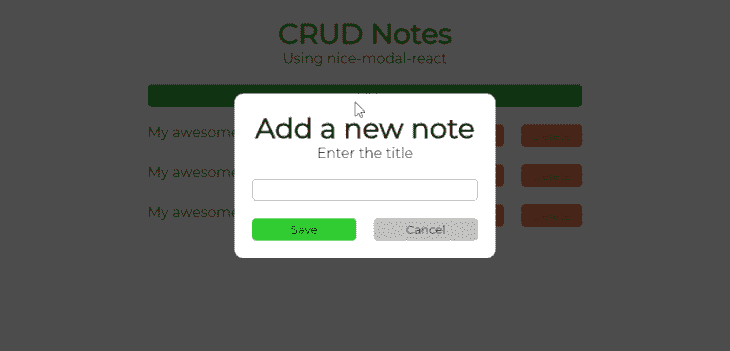 CRUD Notes
Using nice-modal-react
Add a new note
Enter the title
My awesome
My awesome
My awesome
Save
Cancel